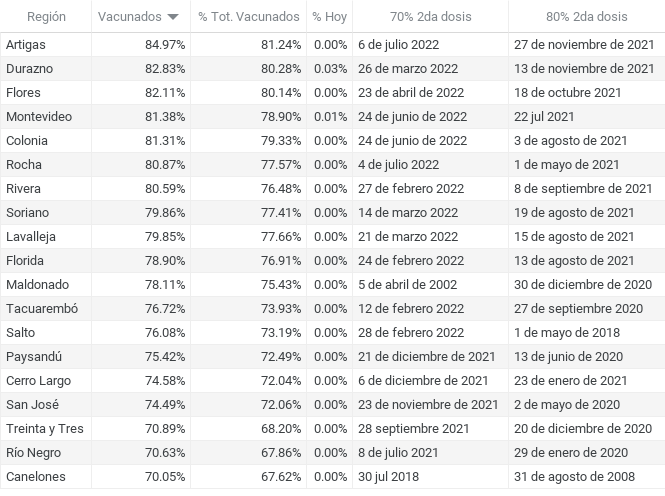 Región Vacunados % Tot. Vacunados % Hoy 70% 2da dosis 80% 2da dosis
Artigas 84.97% 81.24% 0.00% 6 de julio 2022 27 de noviembre de 2021
Durazno 82.83% 80.28% 0.03% 26 de marzo 2022 13 de noviembre de 2021
Flores 82.11% 80.14% 0.00% 23 de abril de 2022 18 de octubre 2021
Montevideo 81.38% 78.90% 0.01% 24 de junio de 2022 22 jul 2021
Colonia 81.31% 79.33% 0.00% 24 de junio de 2022 3 de agosto de 2021
Rocha 80.87% 77.57% 0.00% 4 de julio 2022 1 de mayo de 2021
Rivera 80.59% 76.48% 0.00% 27 de febrero 2022 8 de septiembre de 2021
Soriano 79.86% 77.41% 0.00% 14 de marzo 2022 19 de agosto de 2021
Lavalleja 79.85% 77.66% 0.00% 21 de marzo 2022 15 de agosto de 2021
Florida 78.90% 76.91% 0.00% 24 de febrero 2022 13 de agosto de 2021
Maldonado 78.11% 75.43% 0.00% 5 de abril de 2002 30 de diciembre de 2020
Tacuarembó 76.72% 73.93% 0.00% 12 de febrero 2022 27 de septiembre 2020
Salto 76.08% 73.19% 0.00% 28 de febrero 2022 1 de mayo de 2018
Paysandú 75.42% 72.49% 0.00% 21 de diciembre de 2021 13 de junio de 2020
Cerro Largo 74.58% 72.04% 0.00% 6 de diciembre de 2021 23 de enero de 2021
San José 74.49% 72.06% 0.00% 23 de noviembre de 2021 2 de mayo de 2020
Treinta y Tres 70.89% 68.20% 0.00% 28 septiembre 2021 20 de diciembre de 2020
Río Negro 70.63% 67.86% 0.00% 8 de julio 2021 29 de enero de 2020
Canelones 70.05% 67.62% 0.00% 30 jul 2018 31 de agosto de 2008